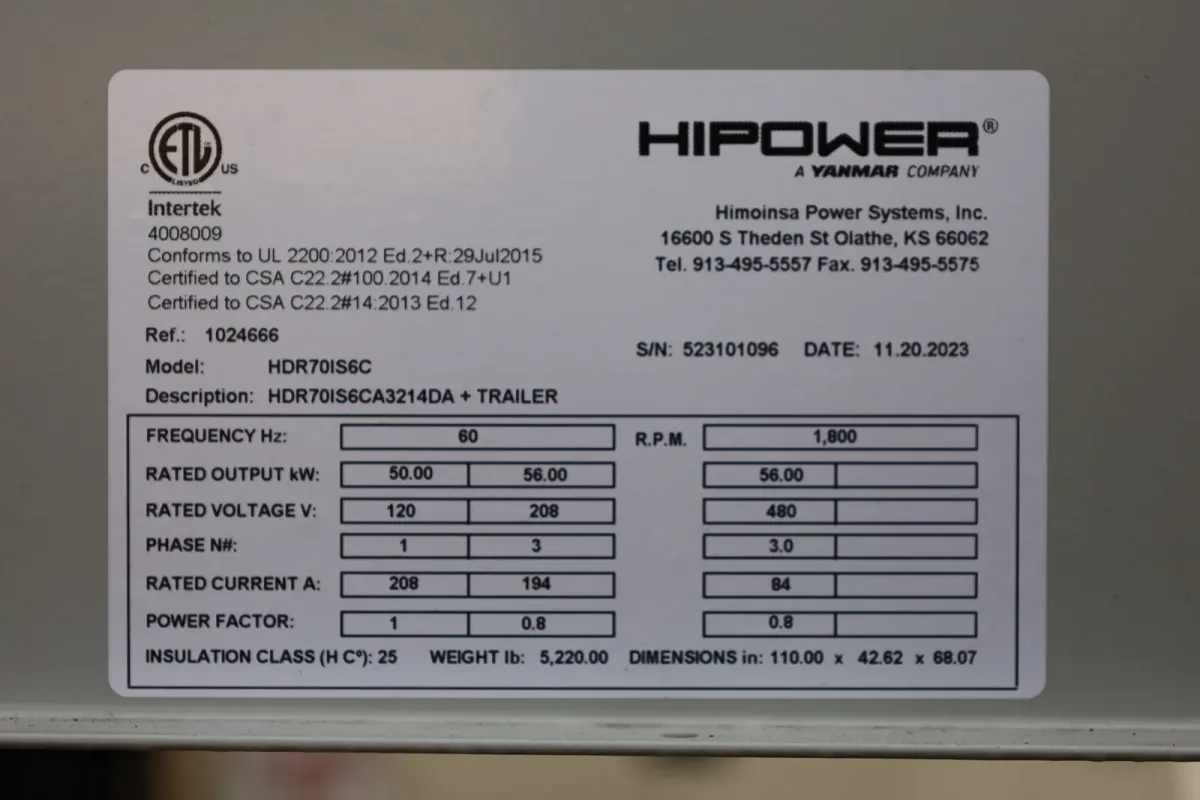 ETL
LISTED
C US
Intertek
4008009
Conforms to UL 2200:2012 Ed.2+R:29Jul2015
Certified to CSA C22.2#100.2014 Ed.7+U1
Certified to CSA C22.2#14:2013 Ed.12
HIPOWER®
A YANMAR COMPANY
Himoinsa Power Systems, Inc.
16600 S Theden St Olathe, KS 66062
Tel. 913-495-5557 Fax. 913-495-5575
Ref.: 1024666
S/N: 523101096 DATE: 11.20.2023
Model: HDR70IS6C
Description: HDR70IS6CA3214DA + TRAILER
FREQUENCY Hz: 60 R.P.M. 1,800
RATED OUTPUT kW: 50.00 56.00 56.00
RATED VOLTAGE V: 120 208 480
PHASE N#: 1 3 3.0
RATED CURRENT A: 208 194 84
POWER FACTOR: 1 0.8 0.8
INSULATION CLASS (H Cº): 25 WEIGHT lb: 5,220.00 DIMENSIONS in: 110.00 x 42.62 x 68.07